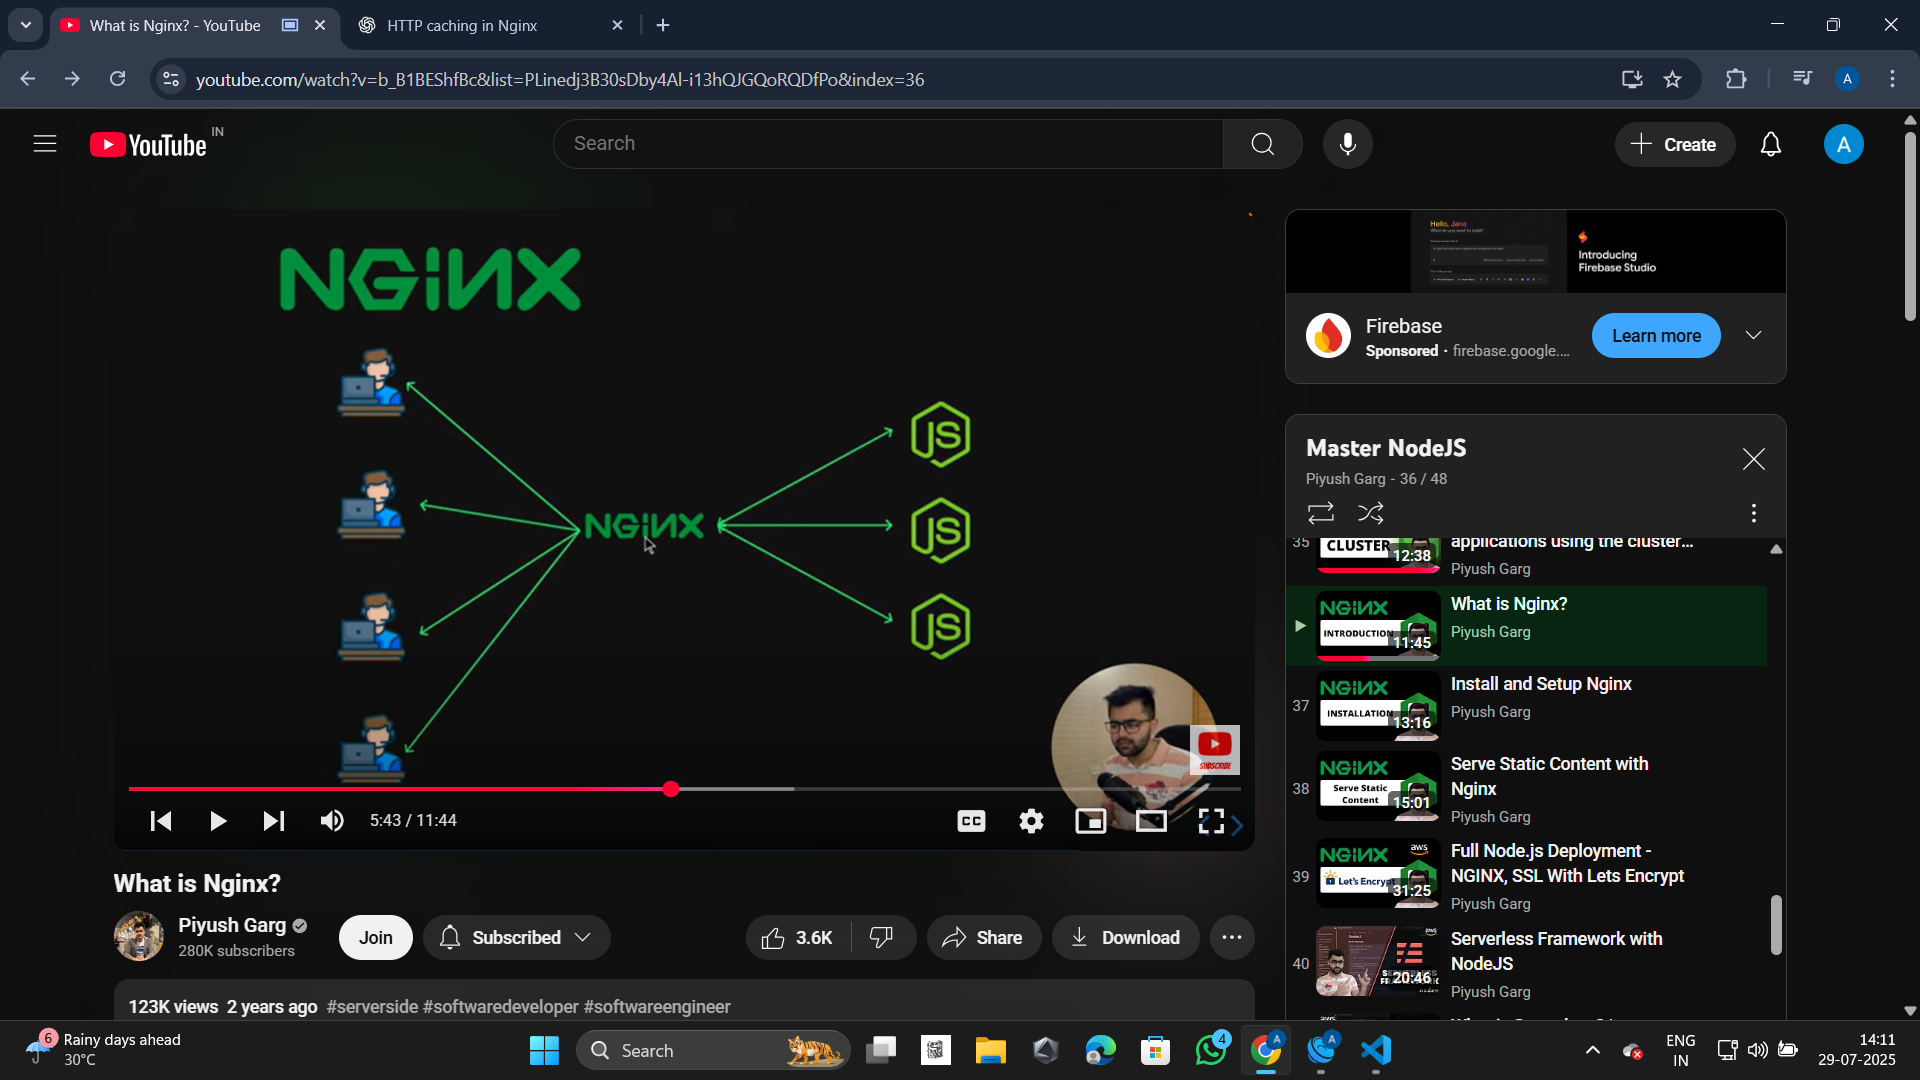 What is Nginx? - YouTube
HTTP caching in Nginx
youtube.com/watch?v=b_B1BEShfBc&list=PLinedj3B30sDby4Al-i13hQJGQoRQDfPo&index=36
A
YouTube IN
Search
Create
A
NGINX
NGINX
JS
JS
JS
SUBSCRIBE
5:43 / 11:44
CC
What is Nginx?
Piyush Garg
280K subscribers
Join
Subscribed
3.6K
Share
Download
123K views 2 years ago #serverside #softwaredeveloper #softwareengineer
Hello, Jane
Introducing
Firebase Studio
Firebase
Sponsored · firebase.google....
Learn more
Master NodeJS
Piyush Garg - 36 / 48
35
CLUSTER
12:38
applications using the cluster...
Piyush Garg
NGINX
INTRODUCTION
11:45
What is Nginx?
Piyush Garg
37
NGINX
INSTALLATION
13:16
Install and Setup Nginx
Piyush Garg
38
NGINX
Serve Static
Content
15:01
Serve Static Content with
Nginx
Piyush Garg
39
NGINX
aws
Let's Encrypt
31:25
Full Node.js Deployment -
NGINX, SSL With Lets Encrypt
Piyush Garg
40
20:46
Serverless Framework with
NodeJS
Piyush Garg
6
Rainy days ahead
30°C
Search
4
A
A
ENG
IN
14:11
29-07-2025